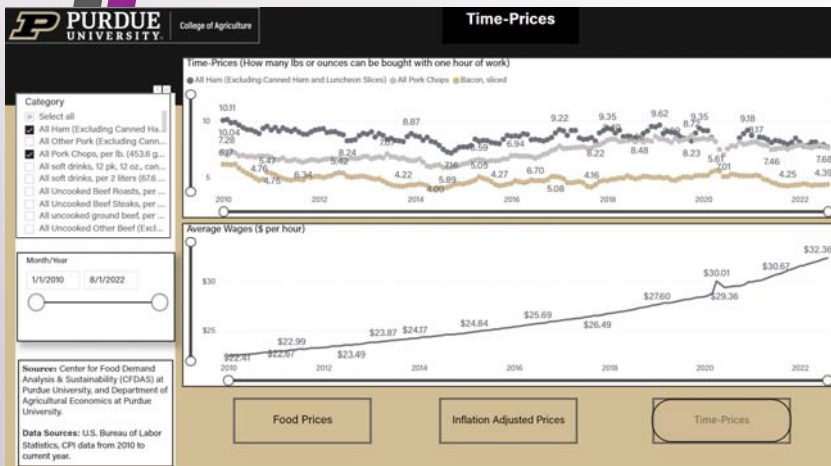 PURDUE
UNIVERSITY
College of Agriculture
Time-Prices
Category
Select all
All Ham (Excluding Canned Ha...
All Other Pork (Excluding Cann...
All Pork Chops, per lb. (453.6 g...
All soft drinks, 12 pk, 12 oz., can...
All soft drinks, per 2 liters (67.6 ...
All Uncooked Beef Roasts, per ...
All Uncooked Beef Steaks, per ...
All uncooked ground beef, per ...
All Uncooked Other Beef (Excl...
Month/Year
1/1/2010 8/1/2022
Source: Center for Food Demand
Analysis & Sustainability (CFDAS) at
Purdue University, and Department of
Agricultural Economics at Purdue
University.
Data Sources: U.S. Bureau of Labor
Statistics, CPI data from 2010 to
current year.
Time-Prices (How many lbs or ounces can be bought with one hour of work)
All Ham (Excluding Canned Ham and Luncheon Slices) All Pork Chops Bacon, sliced
10.11 8.87 9.22 9.35 9.62 9.35 9.18
10
10.04 8.24 6.94 8.22 8.48 8.23 7.46 7.68
7.28
5.47 5.42 7.16 5.05 5.61
6.17 4.76 4.75 6.34 4.22 5.89 4.27 6.70 4.16 7.01 4.25 4.39
5
4.00 5.08
2010 2012 2014 2016 2018 2020 2022
Average Wages ($ per hour)
$32.36
$30 $30.01 $30.67
$27.60 $29.36
$25.69 $26.49
$25 $23.87 $24.17 $24.84
$22.99
$22.41 $22.67 $23.49
2010 2012 2014 2016 2018 2020 2022
Food Prices
Inflation Adjusted Prices
Time-Prices